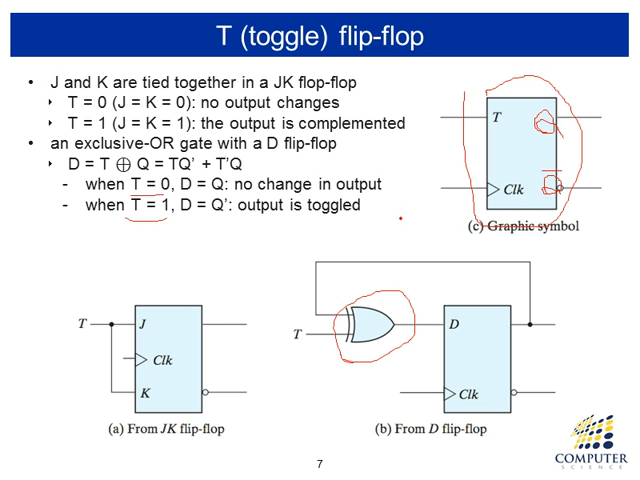 T (toggle) flip-flop
• J and K are tied together in a JK flop-flop
‣ T = 0 (J = K = 0): no output changes
‣ T = 1 (J = K = 1): the output is complemented
• an exclusive-OR gate with a D flip-flop
‣ D = T ⊕ Q = TQ’ + T’Q
- when T = 0, D = Q: no change in output
- when T = 1, D = Q’: output is toggled
T
Clk
(c) Graphic symbol
T
J
Clk
K
(a) From JK flip-flop
T
D
Clk
(b) From D flip-flop
7
COMPUTER
SCIENCE